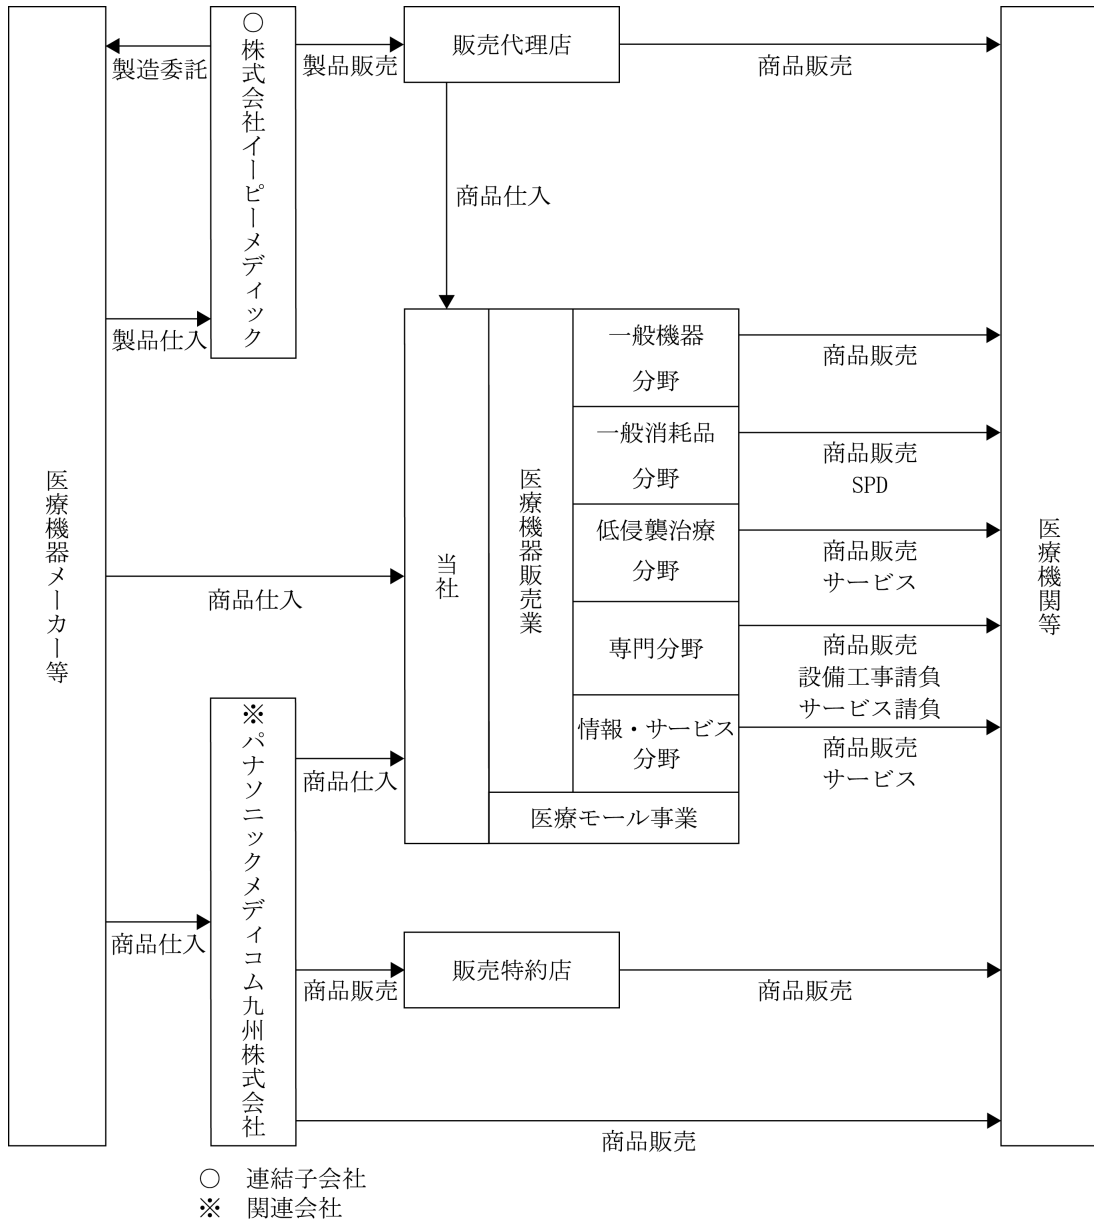 医療機器メーカー等
製造委託
○株式会社イーピーメディック
製品販売
販売代理店
商品販売
商品仕入
製品仕入
当社
医療機器販売業
一般機器
分野
商品販売
一般消耗品
分野
商品販売
SPD
低侵襲治療
分野
商品販売
サービス
専門分野
商品販売
設備工事請負
サービス請負
情報・サービス
分野
商品販売
サービス
医療モール事業
商品仕入
※パナソニックメディコム九州株式会社
商品仕入
商品仕入
商品販売
販売特約店
商品販売
商品販売
医療機関等
○ 連結子会社
※ 関連会社